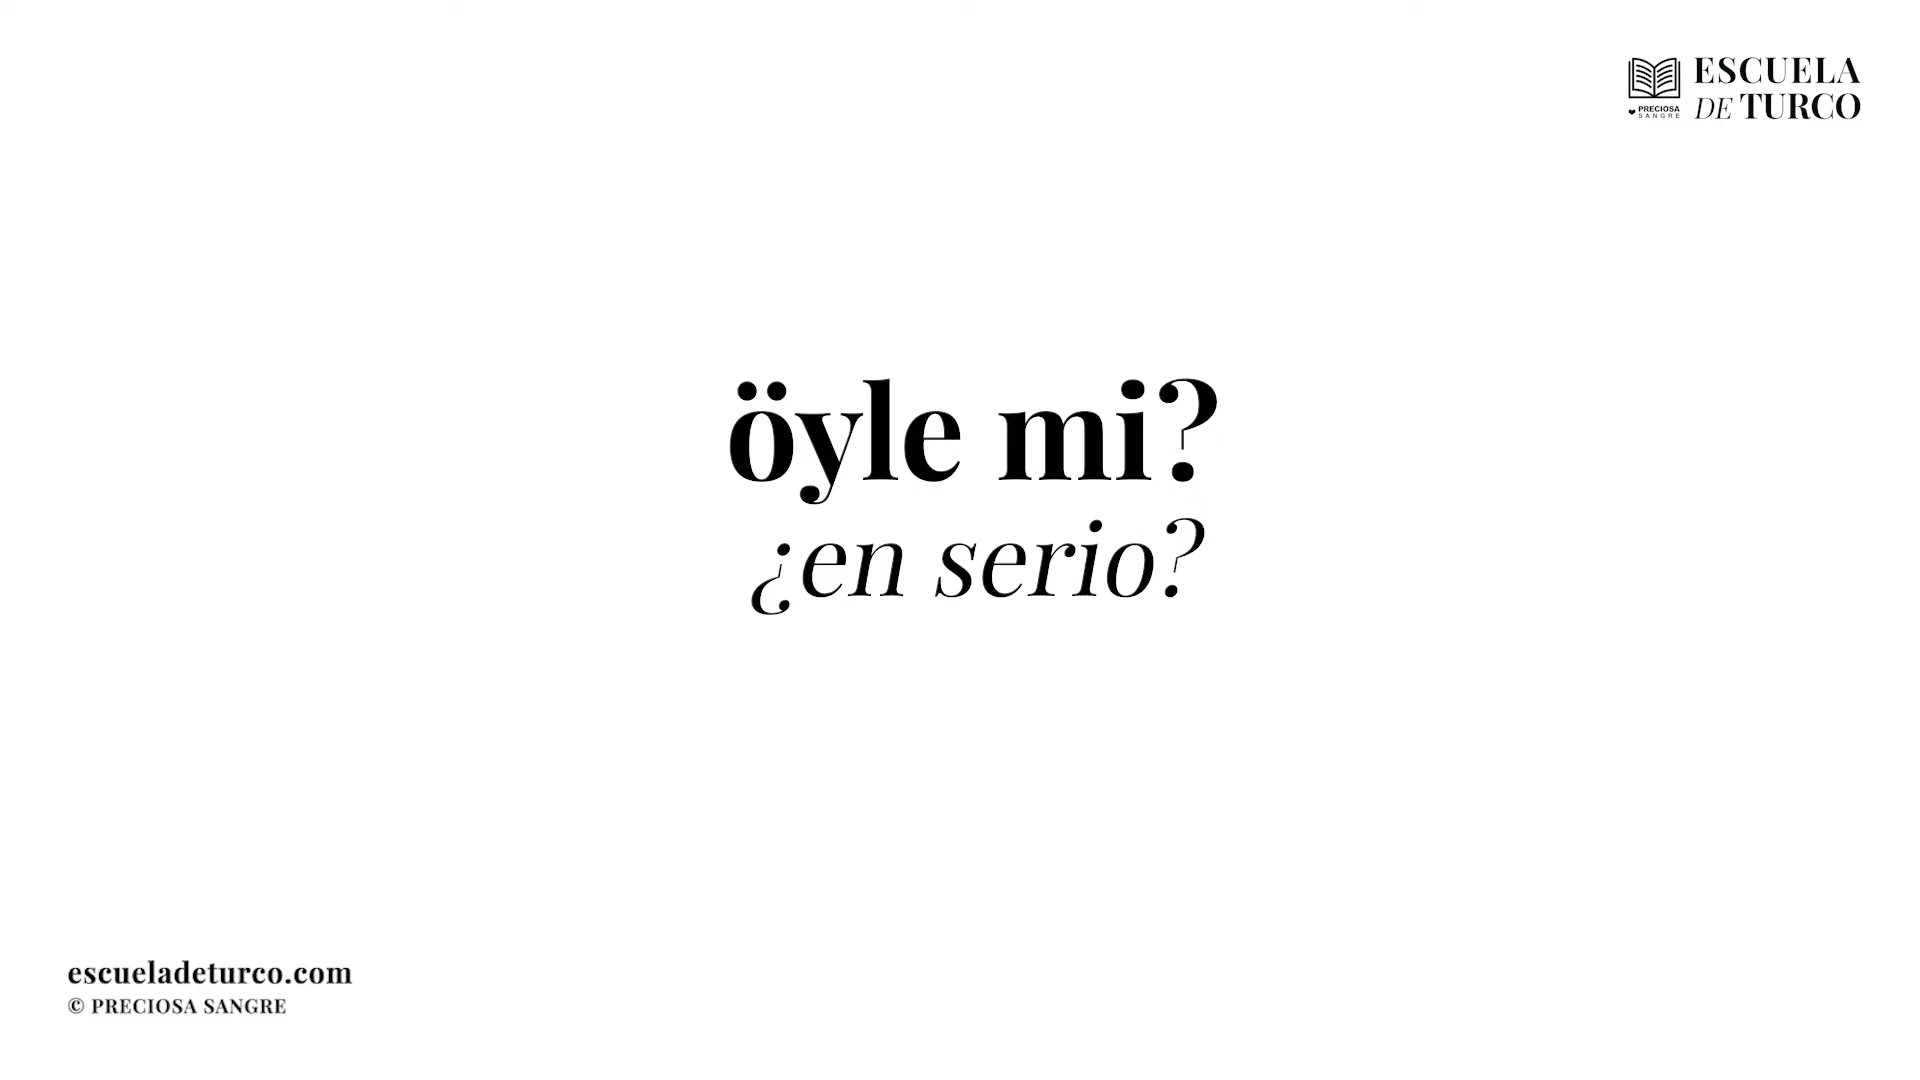 ESCUELA
DE TURCO
PRECIOSA
SANGRE
öyle mi?
¿en serio?
escueladeturco.com
© PRECIOSA SANGRE